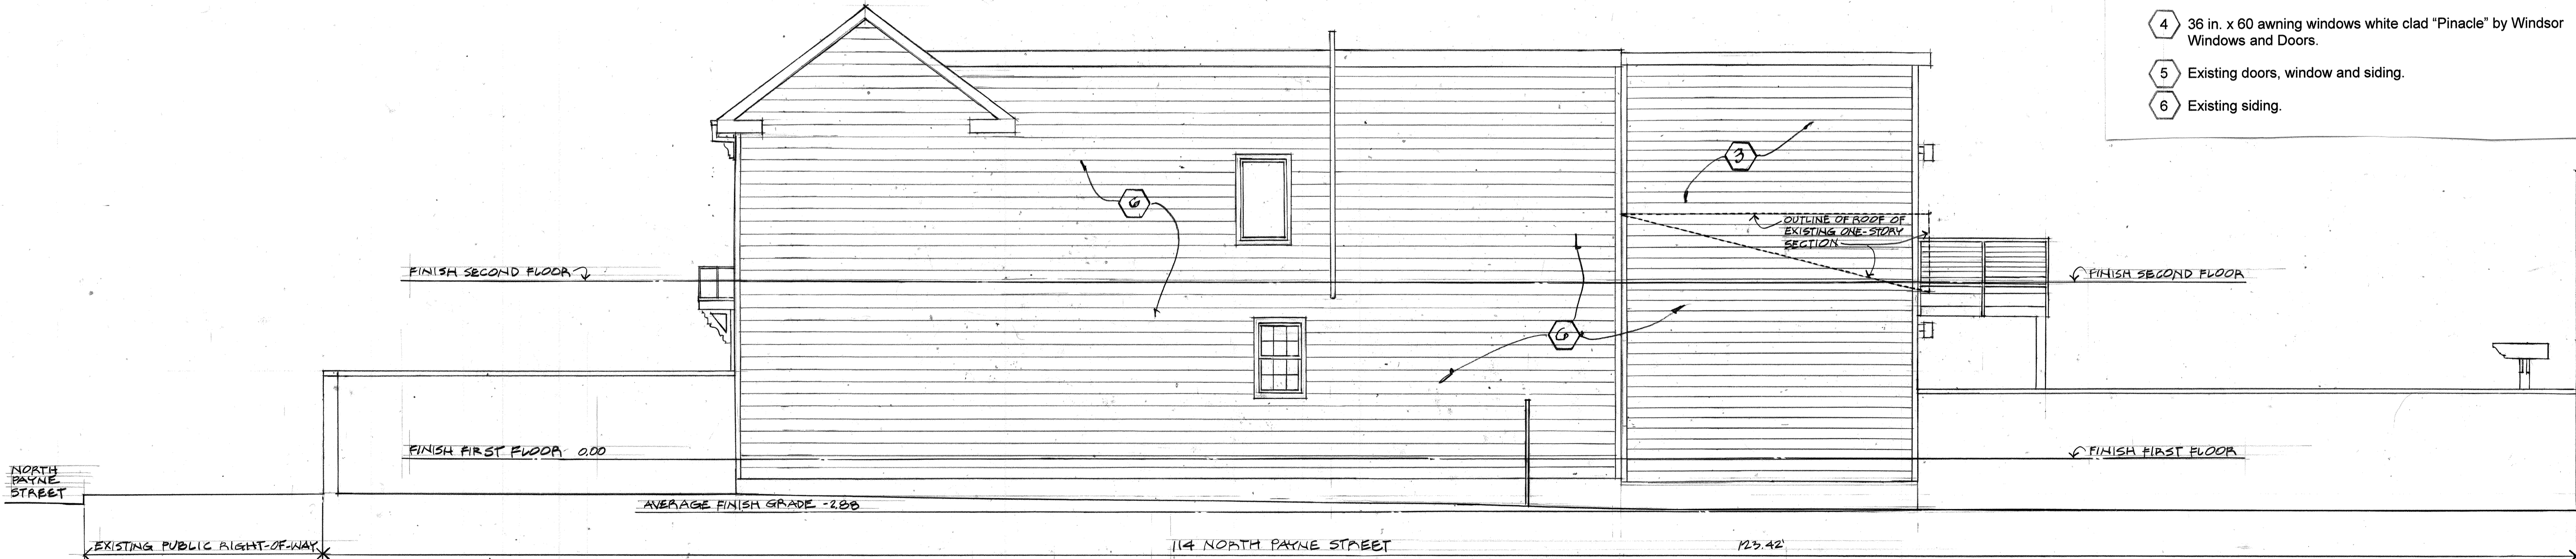 4 36 in. x 60 awning windows white clad “Pinacle” by Windsor
Windows and Doors.
5 Existing doors, window and siding.
6 Existing siding.
3
6
OUTLINE OF ROOF OF
EXISTING ONE-STORY
SECTION
FINISH SECOND FLOOR
FINISH SECOND FLOOR
6
FINISH FIRST FLOOR 0.00
FINISH FIRST FLOOR
NORTH
PAYNE
STREET
AVERAGE FINISH GRADE -2.88
EXISTING PUBLIC RIGHT-OF-WAY
114 NORTH PAYNE STREET
123.42'